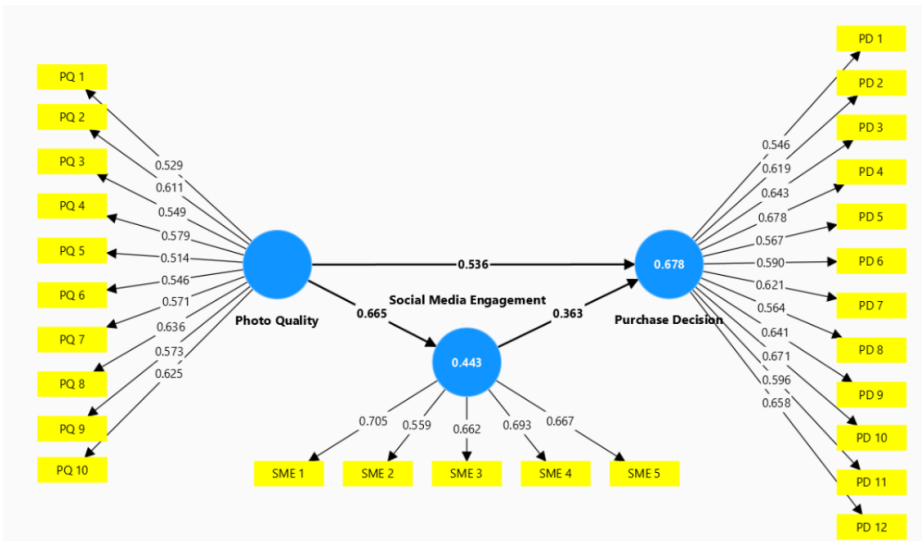 PQ 1
PQ 2
PQ 3
PQ 4
PQ 5
PQ 6
PQ 7
PQ 8
PQ 9
PQ 10
0.529
0.611
0.549
0.579
0.514
0.546
0.571
0.636
0.573
0.625
Photo Quality
0.536
0.665
Social Media Engagement
0.363
0.443
0.705
0.559
0.662
0.693
0.667
SME 1
SME 2
SME 3
SME 4
SME 5
0.678
Purchase Decision
0.546
0.619
0.643
0.678
0.567
0.590
0.621
0.564
0.641
0.671
0.596
0.658
PD 1
PD 2
PD 3
PD 4
PD 5
PD 6
PD 7
PD 8
PD 9
PD 10
PD 11
PD 12